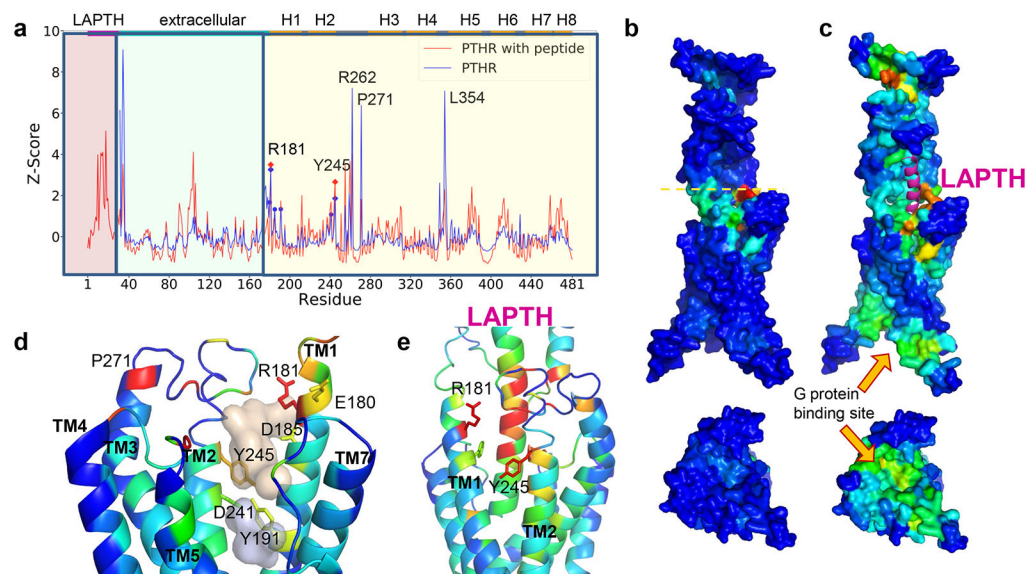 a
LAPTH extracellular H1 H2 H3 H4 H5 H6 H7 H8
10
8
6
4
2
0
Z-Score
PTHR with peptide
PTHR
R262
P271
L354
R181
Y245
1 40 80 120 160 200 240 280 320 360 400 440 481
Residue
b
c
LAPTH
G protein
binding site
d
P271
TM1
R181
E180
TM4
D185
TM3
TM2
Y245
TM7
D241
Y191
TM5
LAPTH
e
R181
TM1
Y245
TM2